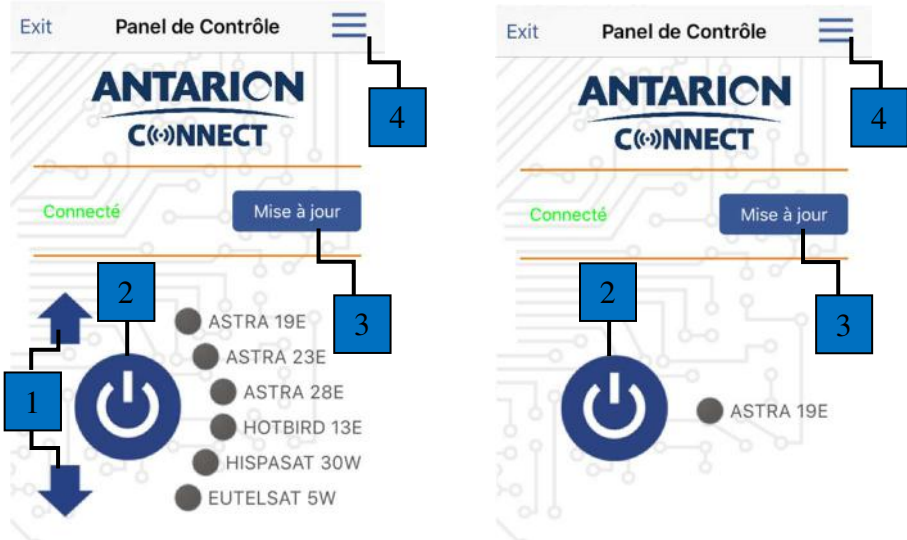 Exit Panel de Contrôle
4
ANTARION
C((•))NNECT
Connecté Mise à jour
3
2
1
ASTRA 19E
ASTRA 23E
ASTRA 28E
HOTBIRD 13E
HISPASAT 30W
EUTELSAT 5W
Exit Panel de Contrôle
4
ANTARION
C((•))NNECT
Connecté Mise à jour
3
2
ASTRA 19E